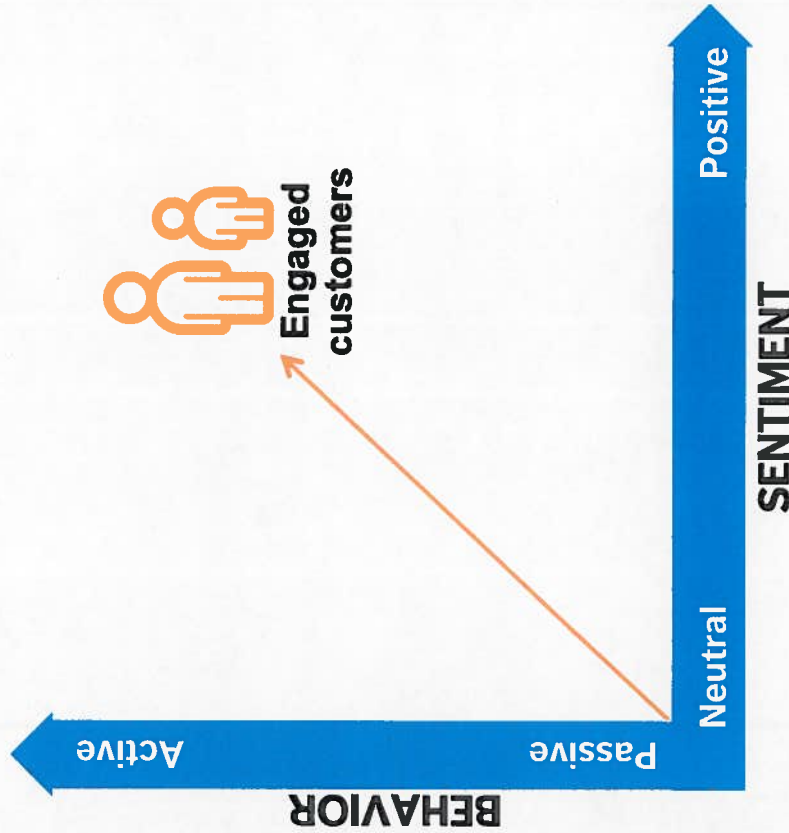 BEHAVIOR
Active
Passive
Engaged
customers
Neutral
Positive
SENTIMENT